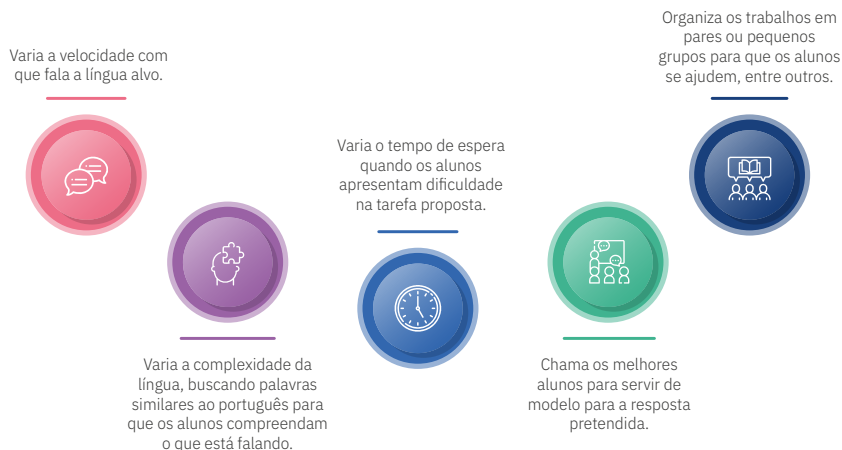 Varia a velocidade com
que fala a língua alvo.
Varia a complexidade da
língua, buscando palavras
similares ao português para
que os alunos compreendam
o que está falando.
Varia o tempo de espera
quando os alunos
apresentam dificuldade
na tarefa proposta.
Chama os melhores
alunos para servir de
modelo para a resposta
pretendida.
Organiza os trabalhos em
pares ou pequenos
grupos para que os alunos
se ajudem, entre outros.